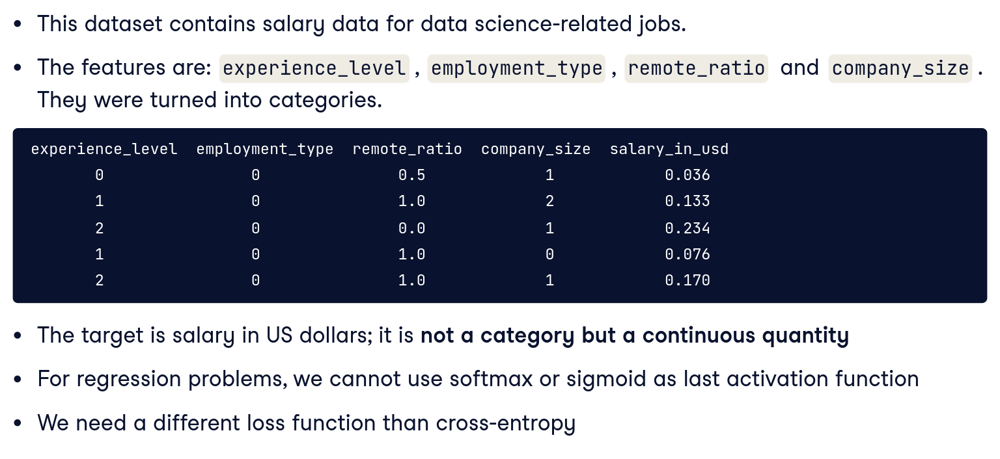 • This dataset contains salary data for data science-related jobs.
• The features are: experience_level, employment_type, remote_ratio and company_size.
They were turned into categories.
experience_level employment_type remote_ratio company_size salary_in_usd
0 0 0.5 1 0.036
1 0 1.0 2 0.133
2 0 0.0 1 0.234
1 0 1.0 0 0.076
2 0 1.0 1 0.170
• The target is salary in US dollars; it is not a category but a continuous quantity
• For regression problems, we cannot use softmax or sigmoid as last activation function
• We need a different loss function than cross-entropy